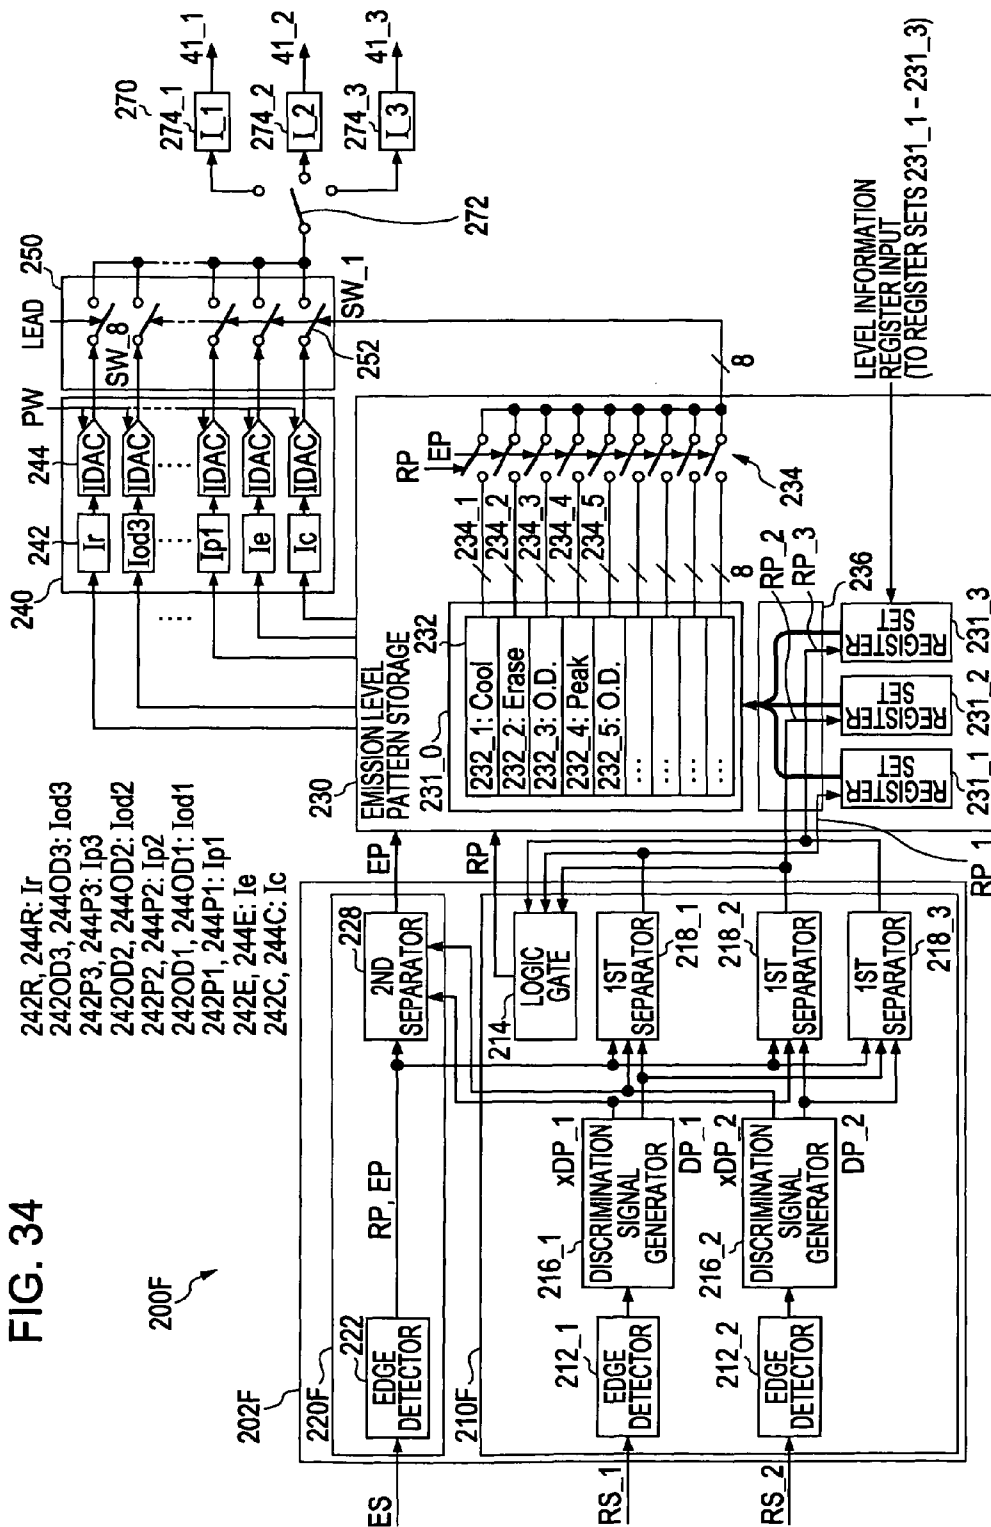 FIG. 34
200F
242R, 244R: Ir
242OD3, 244OD3: Iod3
242P3, 244P3: Ip3
242OD2, 244OD2: Iod2
242P2, 244P2: Ip2
242OD1, 244OD1: Iod1
242P1, 244P1: Ip1
242E, 244E: Ie
242C, 244C: Ic
202F
220F
222
EDGE
DETECTOR
ES
RP, EP
228
2ND
SEPARATOR
EP
210F
RS_1
212_1
EDGE
DETECTOR
216_1
DISCRIMINATION
SIGNAL
GENERATOR
xDP_1
DP_1
RS_2
212_2
EDGE
DETECTOR
216_2
DISCRIMINATION
SIGNAL
GENERATOR
xDP_2
DP_2
214
LOGIC
GATE
RP
1ST
SEPARATOR
218_1
1ST
SEPARATOR
218_2
1ST
SEPARATOR
218_3
RP_1
230
EMISSION LEVEL
PATTERN STORAGE
231_0
232
232_1: Cool
232_2: Erase
232_3: O.D.
232_4: Peak
232_5: O.D.
...
...
...
...
234_1
234_2
234_3
234_4
234_5
8
RP
EP
234
8
RP_2
RP_3
236
REGISTER
SET
231_1
REGISTER
SET
231_2
REGISTER
SET
231_3
LEVEL INFORMATION
REGISTER INPUT
(TO REGISTER SETS 231_1 - 231_3)
240
242
244
PW
Ir
IDAC
Iod3
IDAC
.....
.....
.....
Ip1
IDAC
Ie
IDAC
Ic
IDAC
LEAD
250
SW_8
252
SW_1
272
270
274_1
I_1
41_1
274_2
I_2
41_2
274_3
I_3
41_3